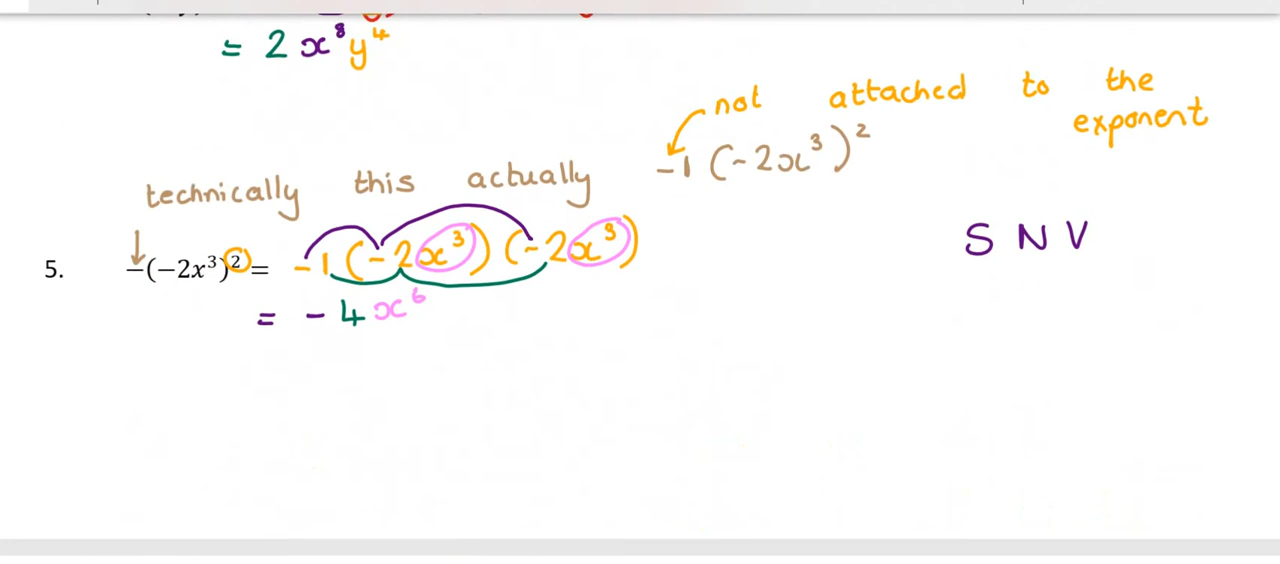 = 2x⁸y⁴
not attached to the
exponent
-1(-2x³)²
technically this actually
S N V
5. −(−2x³)² = -1(-2x³)(-2x³)
= -4x⁶